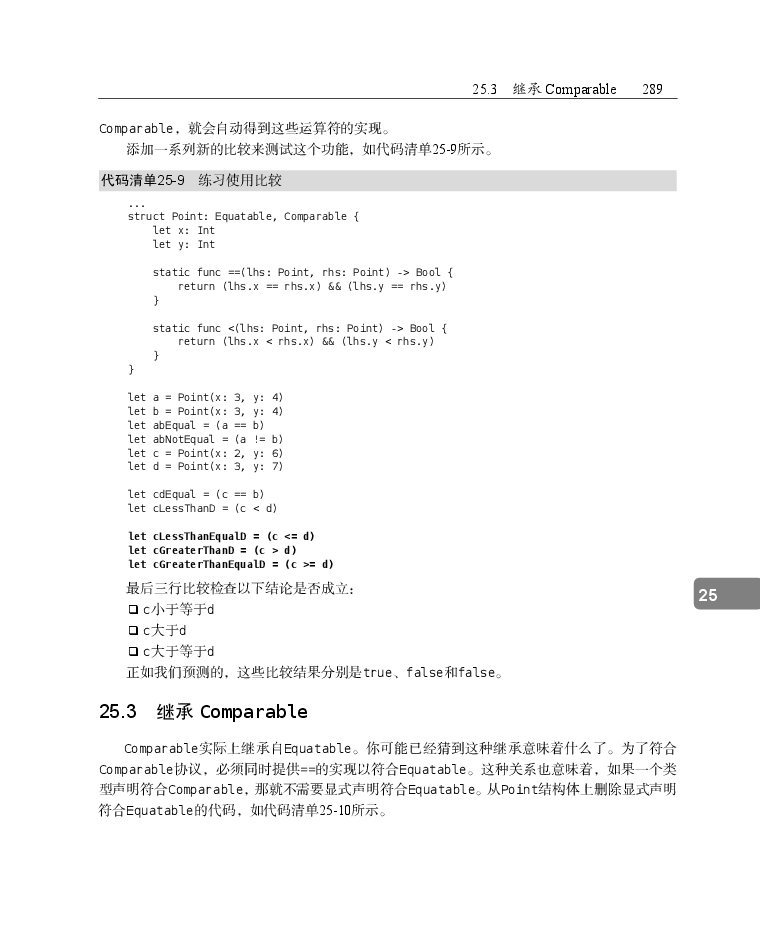 25.3 继承 Comparable 289
Comparable，就会自动得到这些运算符的实现。
添加一系列新的比较来测试这个功能，如代码清单25-9所示。
代码清单25-9 练习使用比较
...
struct Point: Equatable, Comparable {
    let x: Int
    let y: Int
    static func ==(lhs: Point, rhs: Point) -> Bool {
        return (lhs.x == rhs.x) && (lhs.y == rhs.y)
    }
    static func <(lhs: Point, rhs: Point) -> Bool {
        return (lhs.x < rhs.x) && (lhs.y < rhs.y)
    }
}
let a = Point(x: 3, y: 4)
let b = Point(x: 3, y: 4)
let abEqual = (a == b)
let abNotEqual = (a != b)
let c = Point(x: 2, y: 6)
let d = Point(x: 3, y: 7)
let cdEqual = (c == b)
let cLessThanD = (c < d)
let cLessThanEqualD = (c <= d)
let cGreaterThanD = (c > d)
let cGreaterThanEqualD = (c >= d)
最后三行比较检查以下结论是否成立：
❑ c小于等于d
❑ c大于d
❑ c大于等于d
正如我们预测的，这些比较结果分别是true、false和false。
25
25.3 继承 Comparable
Comparable实际上继承自Equatable。你可能已经猜到这种继承意味着什么了。为了符合
Comparable协议，必须同时提供==的实现以符合Equatable。这种关系也意味着，如果一个类
型声明符合Comparable，那就不需要显式声明符合Equatable。从Point结构体上删除显式声明
符合Equatable的代码，如代码清单25-10所示。